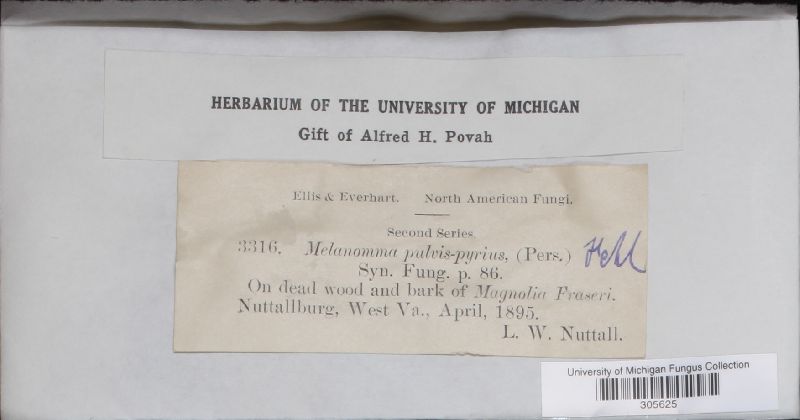 HERBARIUM OF THE UNIVERSITY OF MICHIGAN
Gift of Alfred H. Povah
Ellis & Everhart. North American Fungi.
Second Series.
3316. Melanomma pulvis-pyrius, (Pers.)
Syn. Fung. p. 86.
On dead wood and bark of Magnolia Fraseri.
Nuttallburg, West Va., April, 1895.
L. W. Nuttall.
University of Michigan Fungus Collection
305625